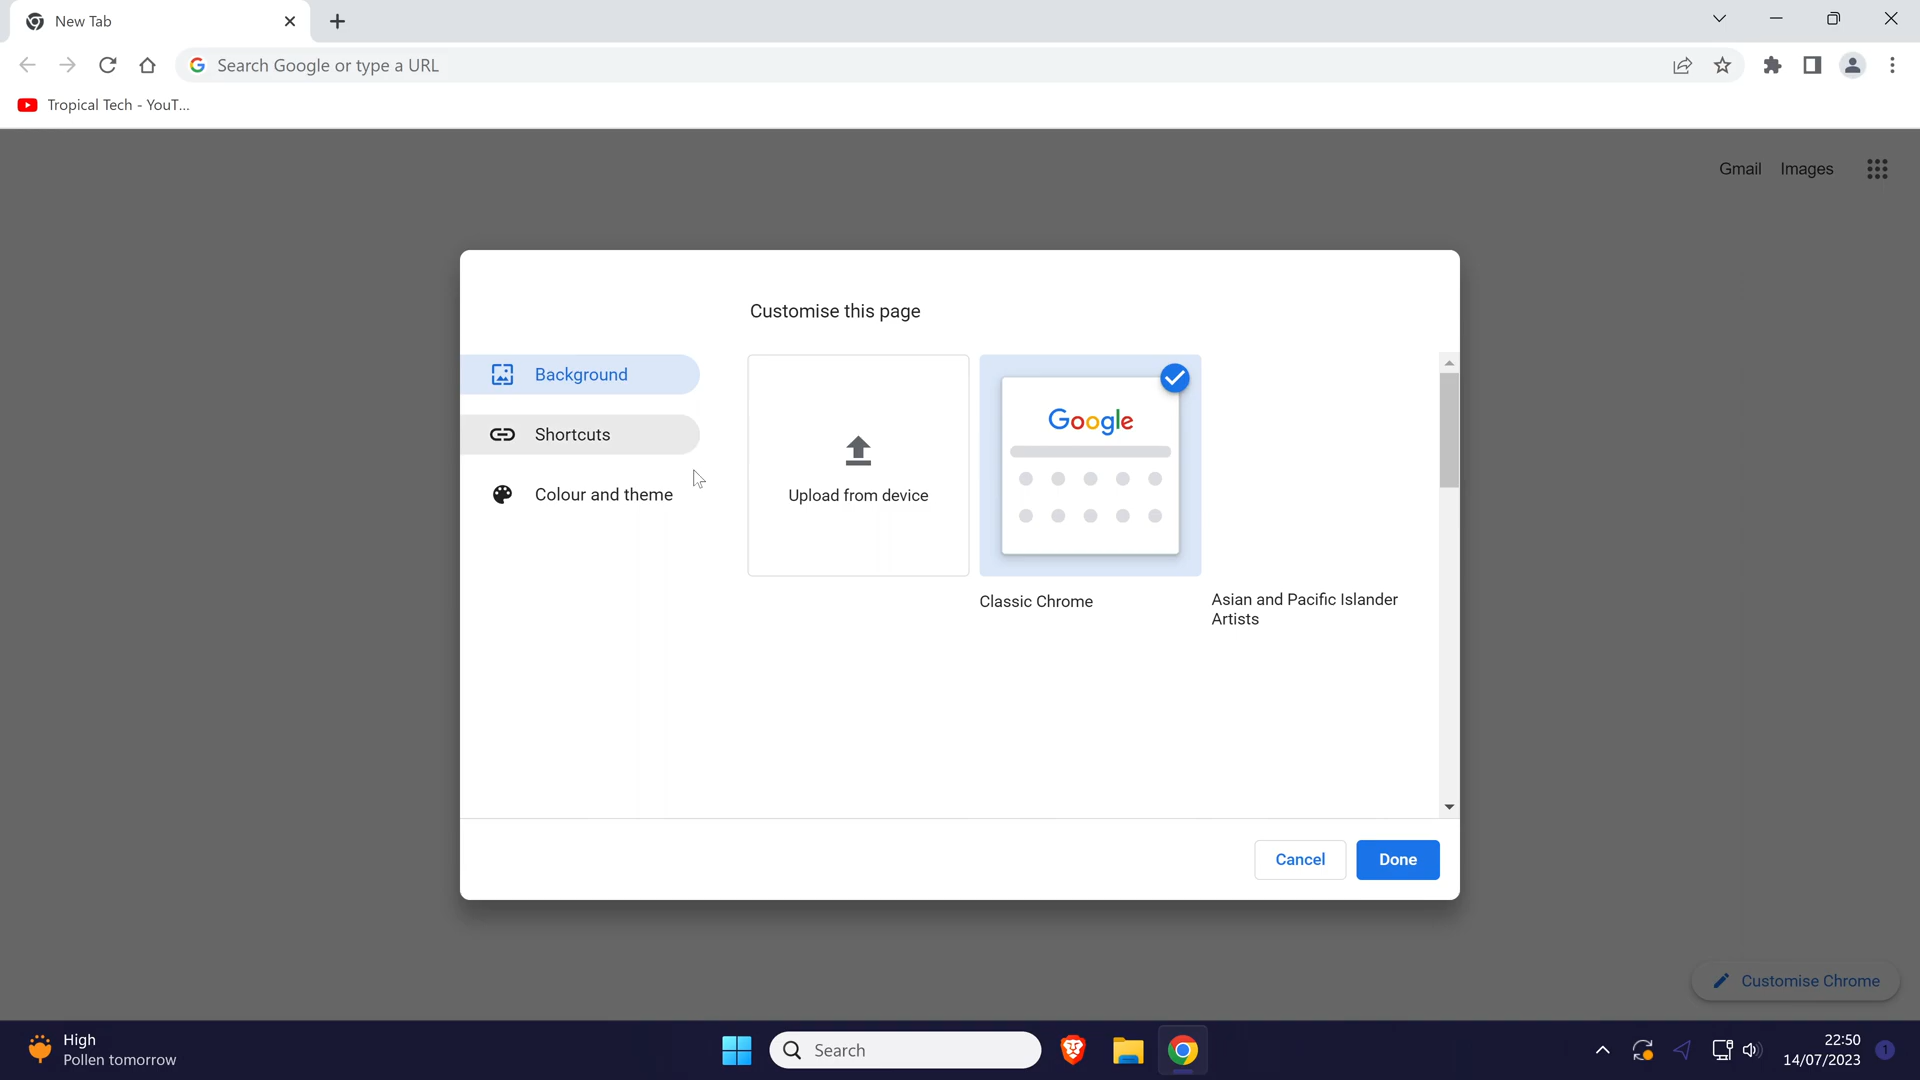 New Tab
Search Google or type a URL
Tropical Tech - YouT...
Gmail Images
Customise this page
Background
Shortcuts
Colour and theme
Upload from device
Google
Classic Chrome
Asian and Pacific Islander
Artists
Cancel Done
Customise Chrome
High
Pollen tomorrow
Search
22:50
14/07/2023
1